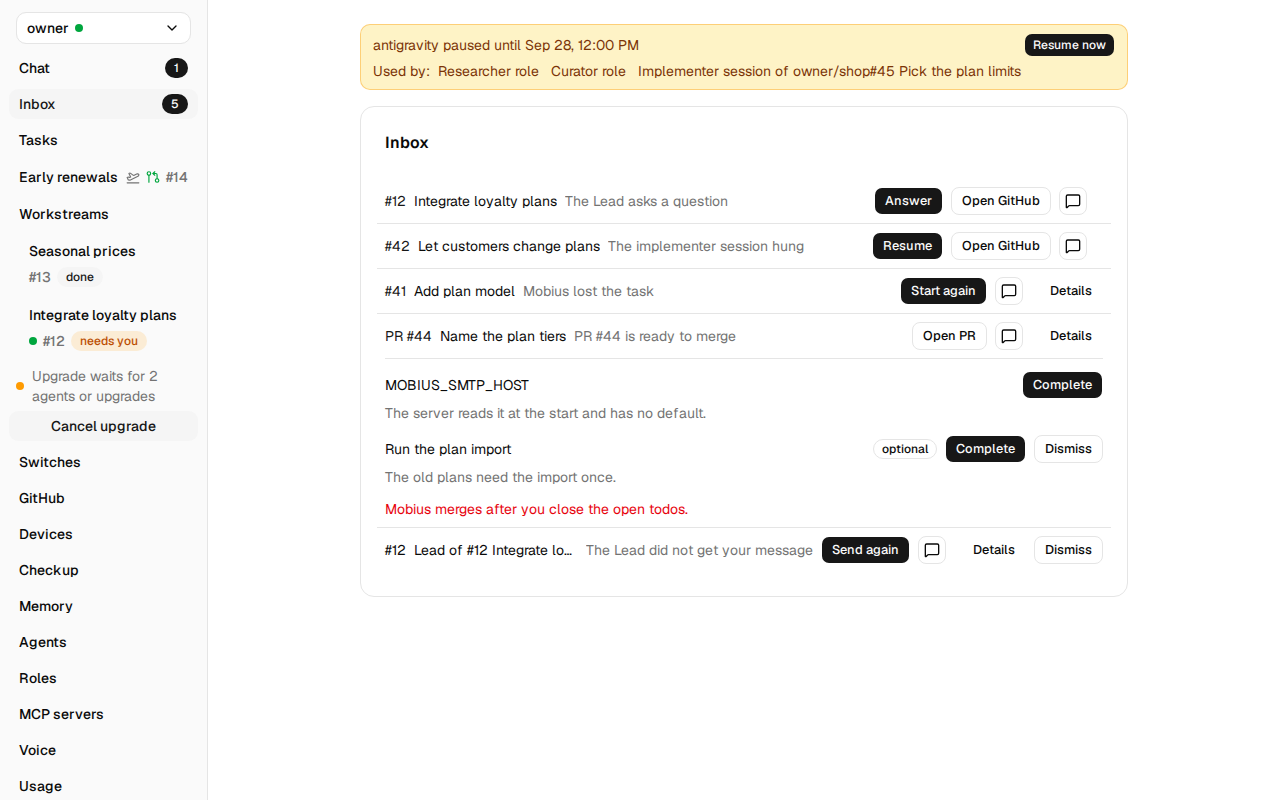 owner
Chat 1
Inbox 5
Tasks
Early renewals #14
Workstreams
Seasonal prices
#13 done
Integrate loyalty plans
#12 needs you
Upgrade waits for 2
agents or upgrades
Cancel upgrade
Switches
GitHub
Devices
Checkup
Memory
Agents
Roles
MCP servers
Voice
Usage
antigravity paused until Sep 28, 12:00 PM Resume now
Used by: Researcher role Curator role Implementer session of owner/shop#45 Pick the plan limits
Inbox
#12 Integrate loyalty plans The Lead asks a question Answer Open GitHub
#42 Let customers change plans The implementer session hung Resume Open GitHub
#41 Add plan model Mobius lost the task Start again Details
PR #44 Name the plan tiers PR #44 is ready to merge Open PR Details
MOBIUS_SMTP_HOST Complete
The server reads it at the start and has no default.
Run the plan import optional Complete Dismiss
The old plans need the import once.
Mobius merges after you close the open todos.
#12 Lead of #12 Integrate lo... The Lead did not get your message Send again Details Dismiss